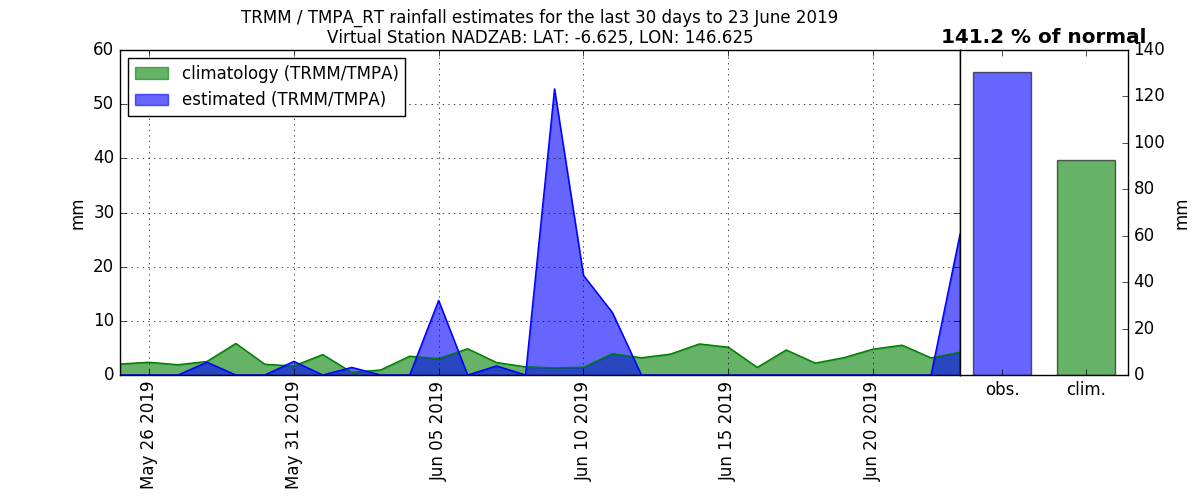 TRMM / TMPA_RT rainfall estimates for the last 30 days to 23 June 2019
Virtual Station NADZAB: LAT: -6.625, LON: 146.625
141.2 % of normal
climatology (TRMM/TMPA)
estimated (TRMM/TMPA)
60
50
40
30
20
10
0
mm
May 26 2019
May 31 2019
Jun 05 2019
Jun 10 2019
Jun 15 2019
Jun 20 2019
140
120
100
80
60
40
20
0
mm
obs.
clim.